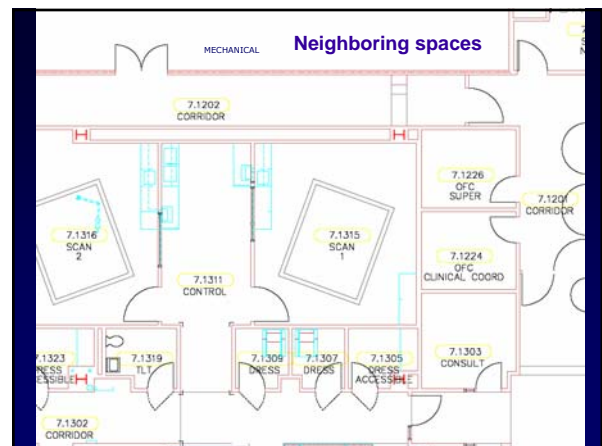 MECHANICAL
Neighboring spaces
7.1202
CORRIDOR
7.1226
OFC
SUPER
7.1201
CORRIDOR
7.1316
SCAN
2
7.1315
SCAN
1
7.1224
OFC
CLINICAL COORD
7.1311
CONTROL
7.1323
RESS
ESSIBLE
7.1319
TLT
7.1309
DRESS
7.1307
DRESS
7.1305
DRESS
ACCESSIBLE
7.1303
CONSULT
7.1302
CORRIDOR